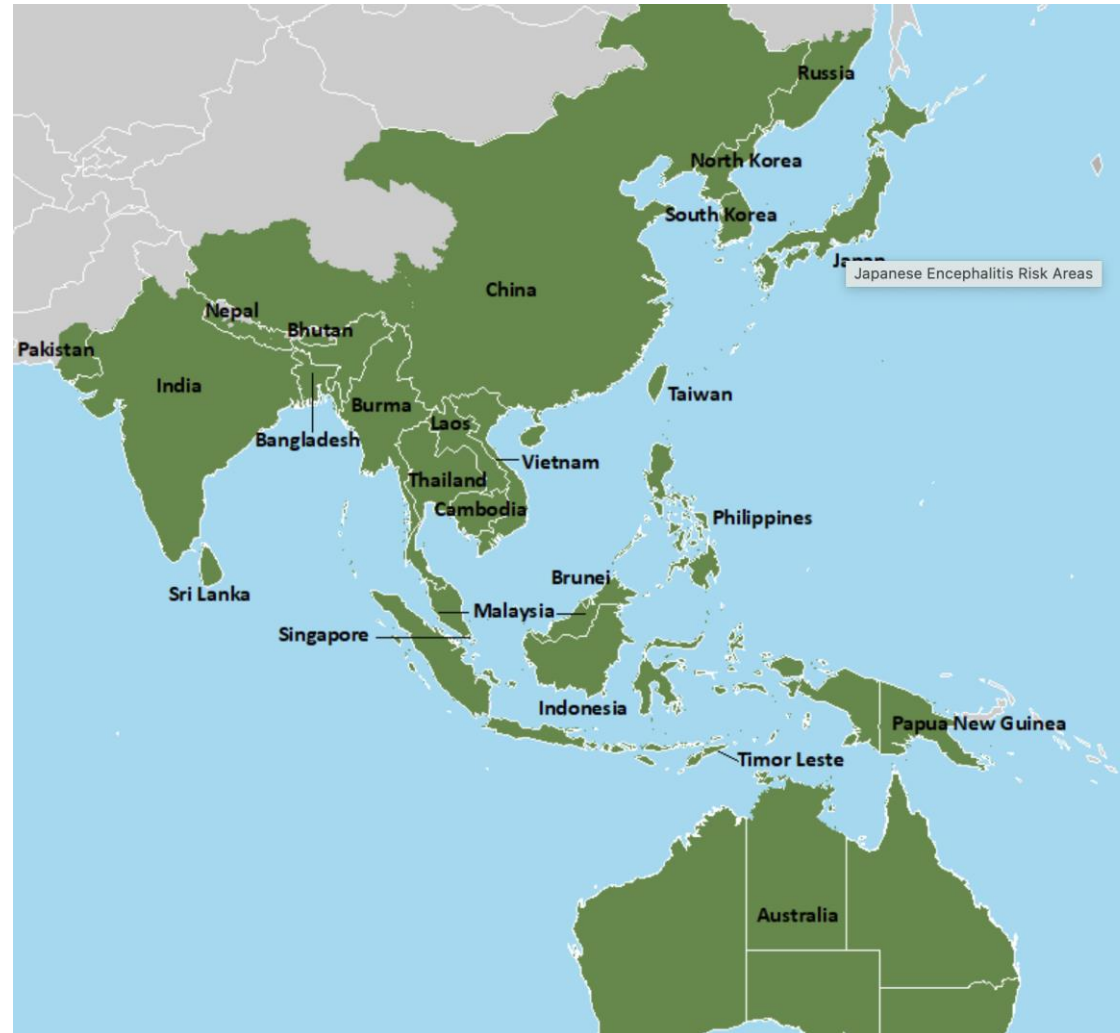 Russia
North Korea
South Korea
Japan
Japanese Encephalitis Risk Areas
China
Nepal
Bhutan
Pakistan
India
Taiwan
Burma
Laos
Bangladesh
Vietnam
Thailand
Cambodia
Philippines
Brunei
Sri Lanka
Malaysia
Singapore
Indonesia
Papua New Guinea
Timor Leste
Australia